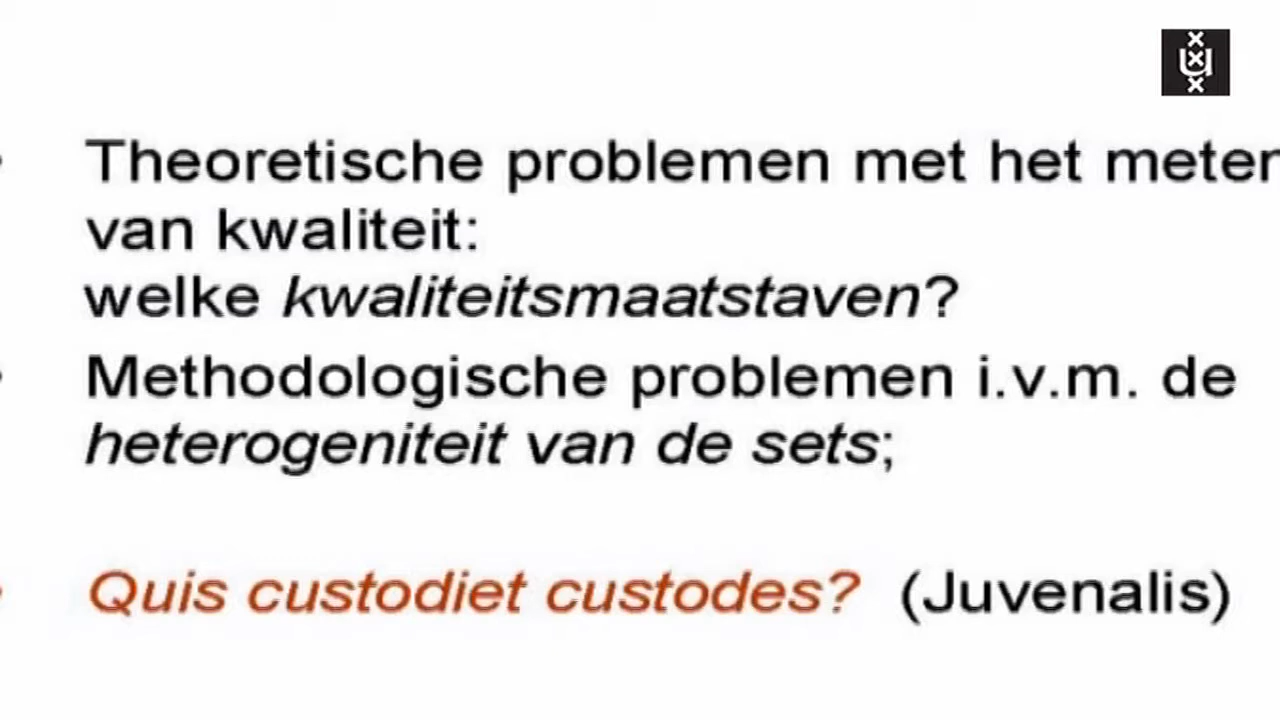 Theoretische problemen met het meten
van kwaliteit:
welke kwaliteitsmaatstaven?
Methodologische problemen i.v.m. de
heterogeniteit van de sets;
Quis custodiet custodes? (Juvenalis)